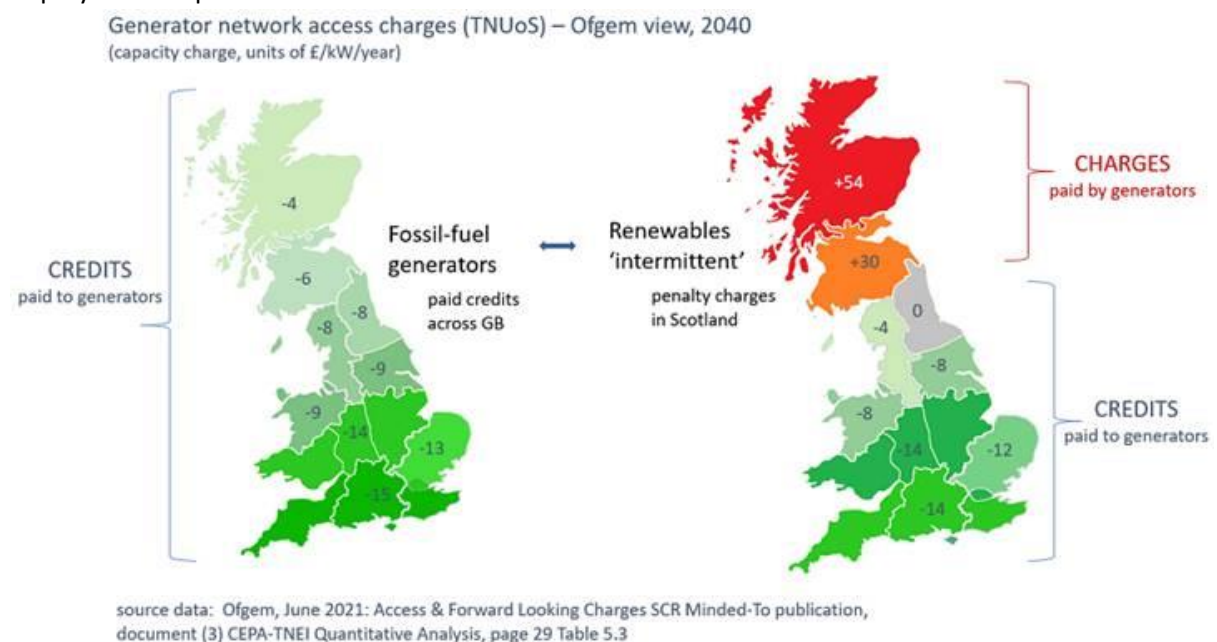 Generator network access charges (TNUoS) – Ofgem view, 2040
(capacity charge, units of £/kW/year)
CREDITS
paid to generators
-4
-6
-8
-8
-9
-9
-14
-13
-15
Fossil-fuel
generators
paid credits
across GB
Renewables
'intermittent'
penalty charges
in Scotland
+54
+30
0
-4
-8
-8
-14
-12
-14
CHARGES
paid by generators
CREDITS
paid to generators
source data: Ofgem, June 2021: Access & Forward Looking Charges SCR Minded-To publication,
document (3) CEPA-TNEI Quantitative Analysis, page 29 Table 5.3